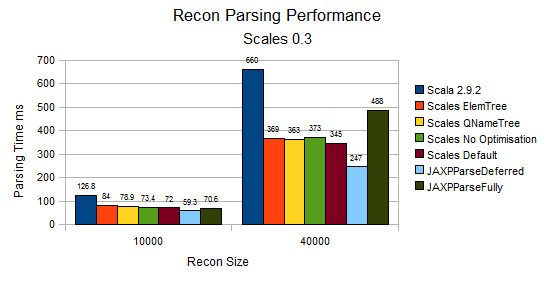 Recon Parsing Performance
Scales 0.3
700
600
500
400
300
200
100
0
Parsing Time ms
126.8
84
78.9
73.4
72
59.3
70.6
660
369
363
373
345
247
488
10000
40000
Recon Size
Scala 2.9.2
Scales ElemTree
Scales QNameTree
Scales No Optimisation
Scales Default
JAXPParseDeferred
JAXPParseFully